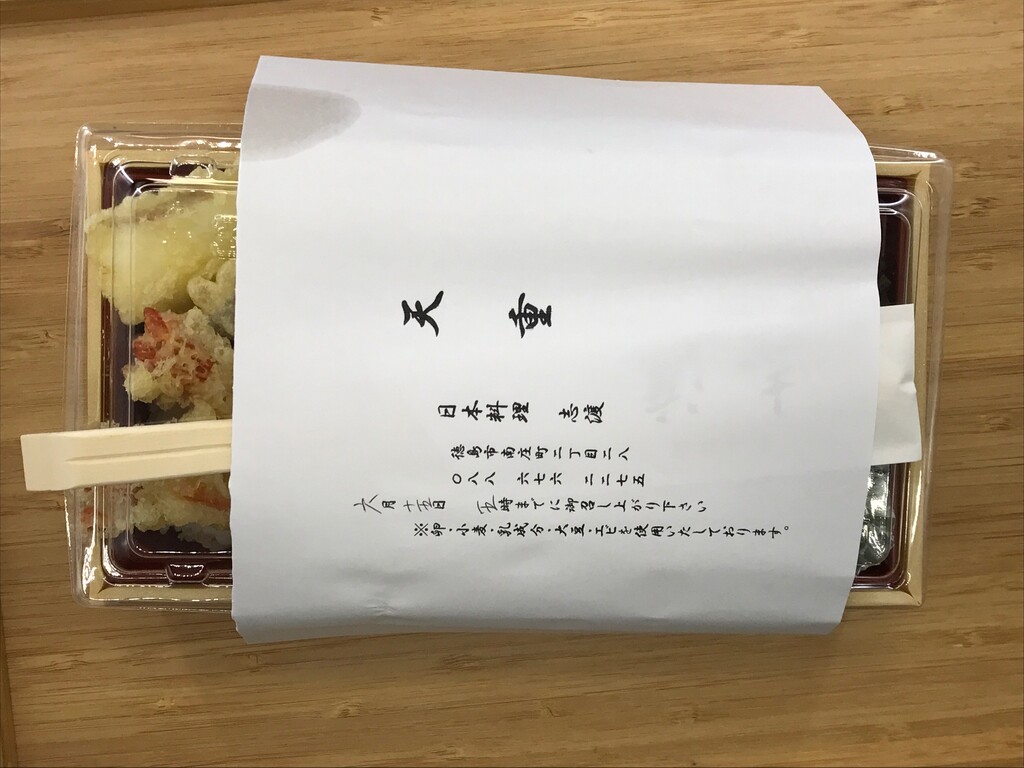 天重
日本料理 志渡
徳島市南庄町二丁目二八
〇八八 六七六 二二七五
六月十五日 五時までに御召し上がり下さい
※卵・小麦・乳成分・大豆・エビを使用いたしております。